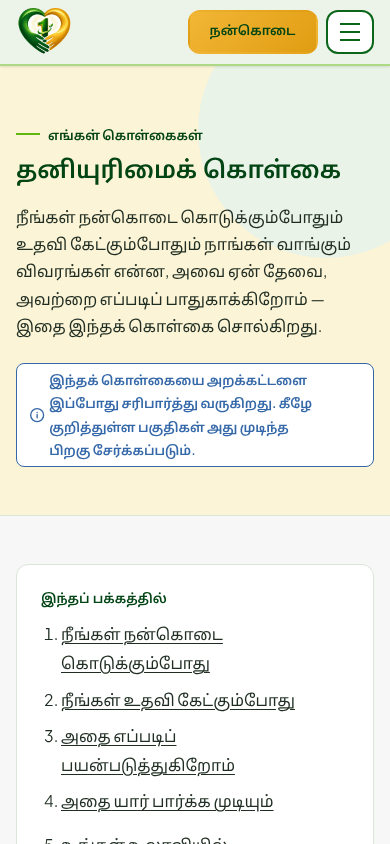 நன்கொடை
எங்கள் கொள்கைகள்
தனியுரிமைக் கொள்கை
நீங்கள் நன்கொடை கொடுக்கும்போதும்
உதவி கேட்கும்போதும் நாங்கள் வாங்கும்
விவரங்கள் என்ன, அவை ஏன் தேவை,
அவற்றை எப்படிப் பாதுகாக்கிறோம் —
இதை இந்தக் கொள்கை சொல்கிறது.
இந்தக் கொள்கையை அறக்கட்டளை
இப்போது சரிபார்த்து வருகிறது. கீழே
குறித்துள்ள பகுதிகள் அது முடிந்த
பிறகு சேர்க்கப்படும்.
இந்தப் பக்கத்தில்
1. நீங்கள் நன்கொடை
கொடுக்கும்போது
2. நீங்கள் உதவி கேட்கும்போது
3. அதை எப்படிப்
பயன்படுத்துகிறோம்
4. அதை யார் பார்க்க முடியும்